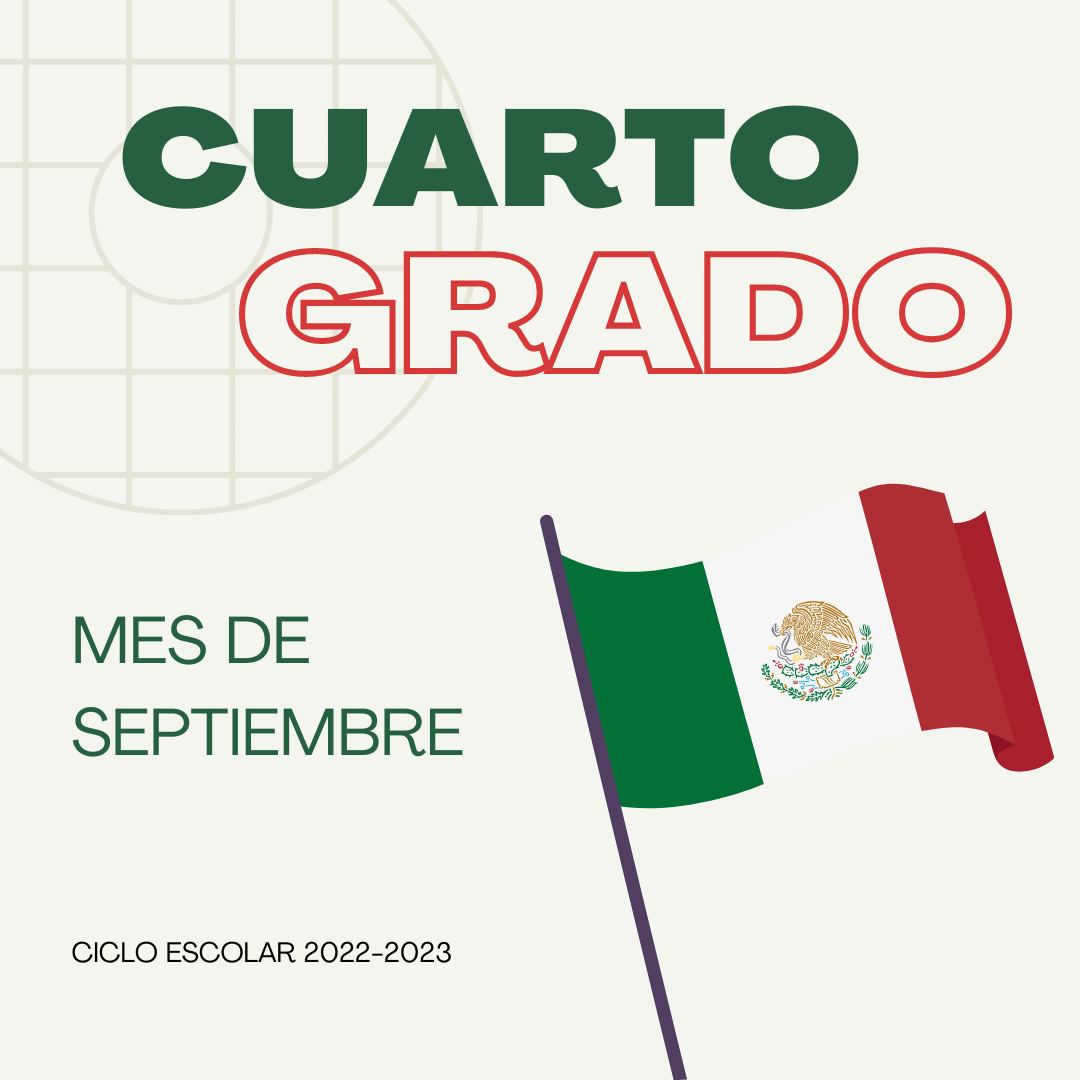 CUARTO
GRADO
MES DE
SEPTIEMBRE
CICLO ESCOLAR 2022-2023